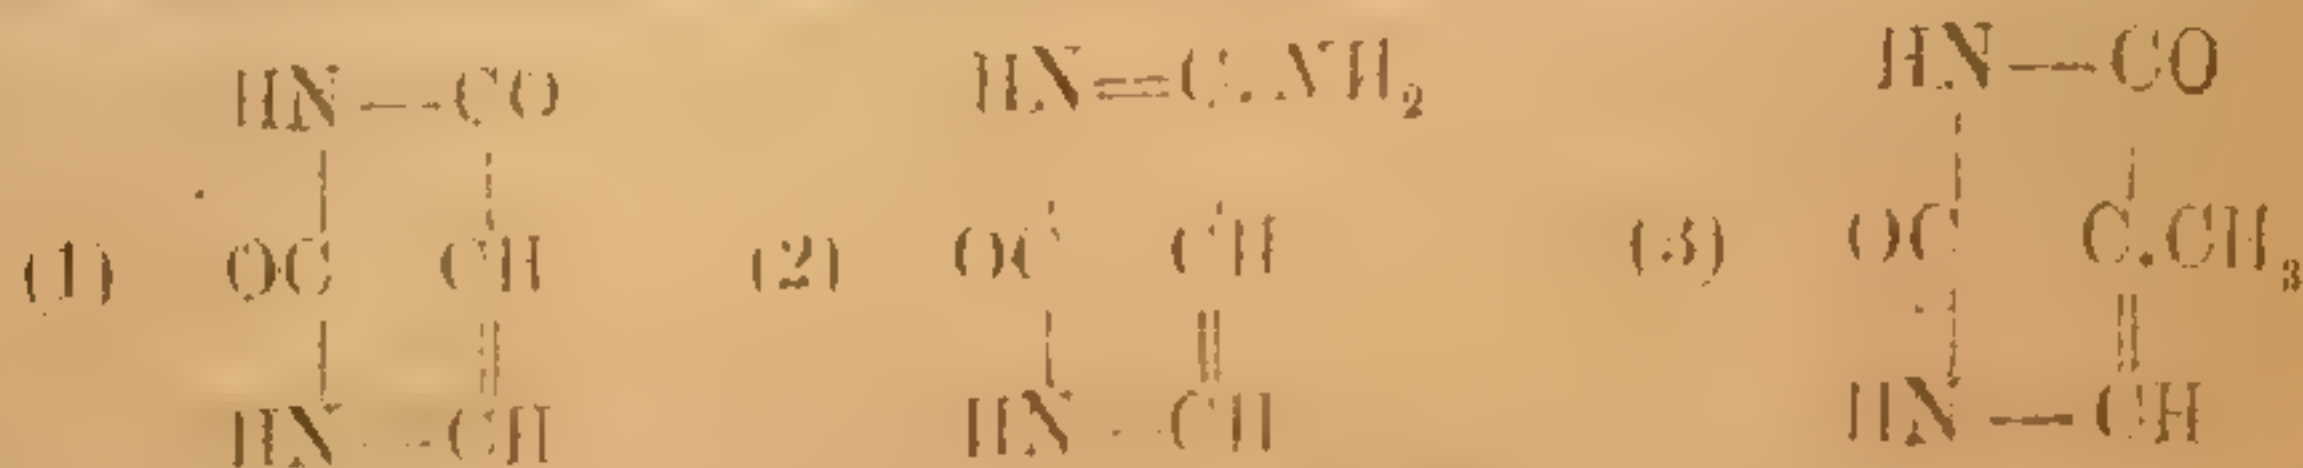 HN—CO HN=C.NH₂ HN—CO
(1) OC CH (2) OC CH (3) OC C.CH₃
HN—CH HN—CH HN—CH